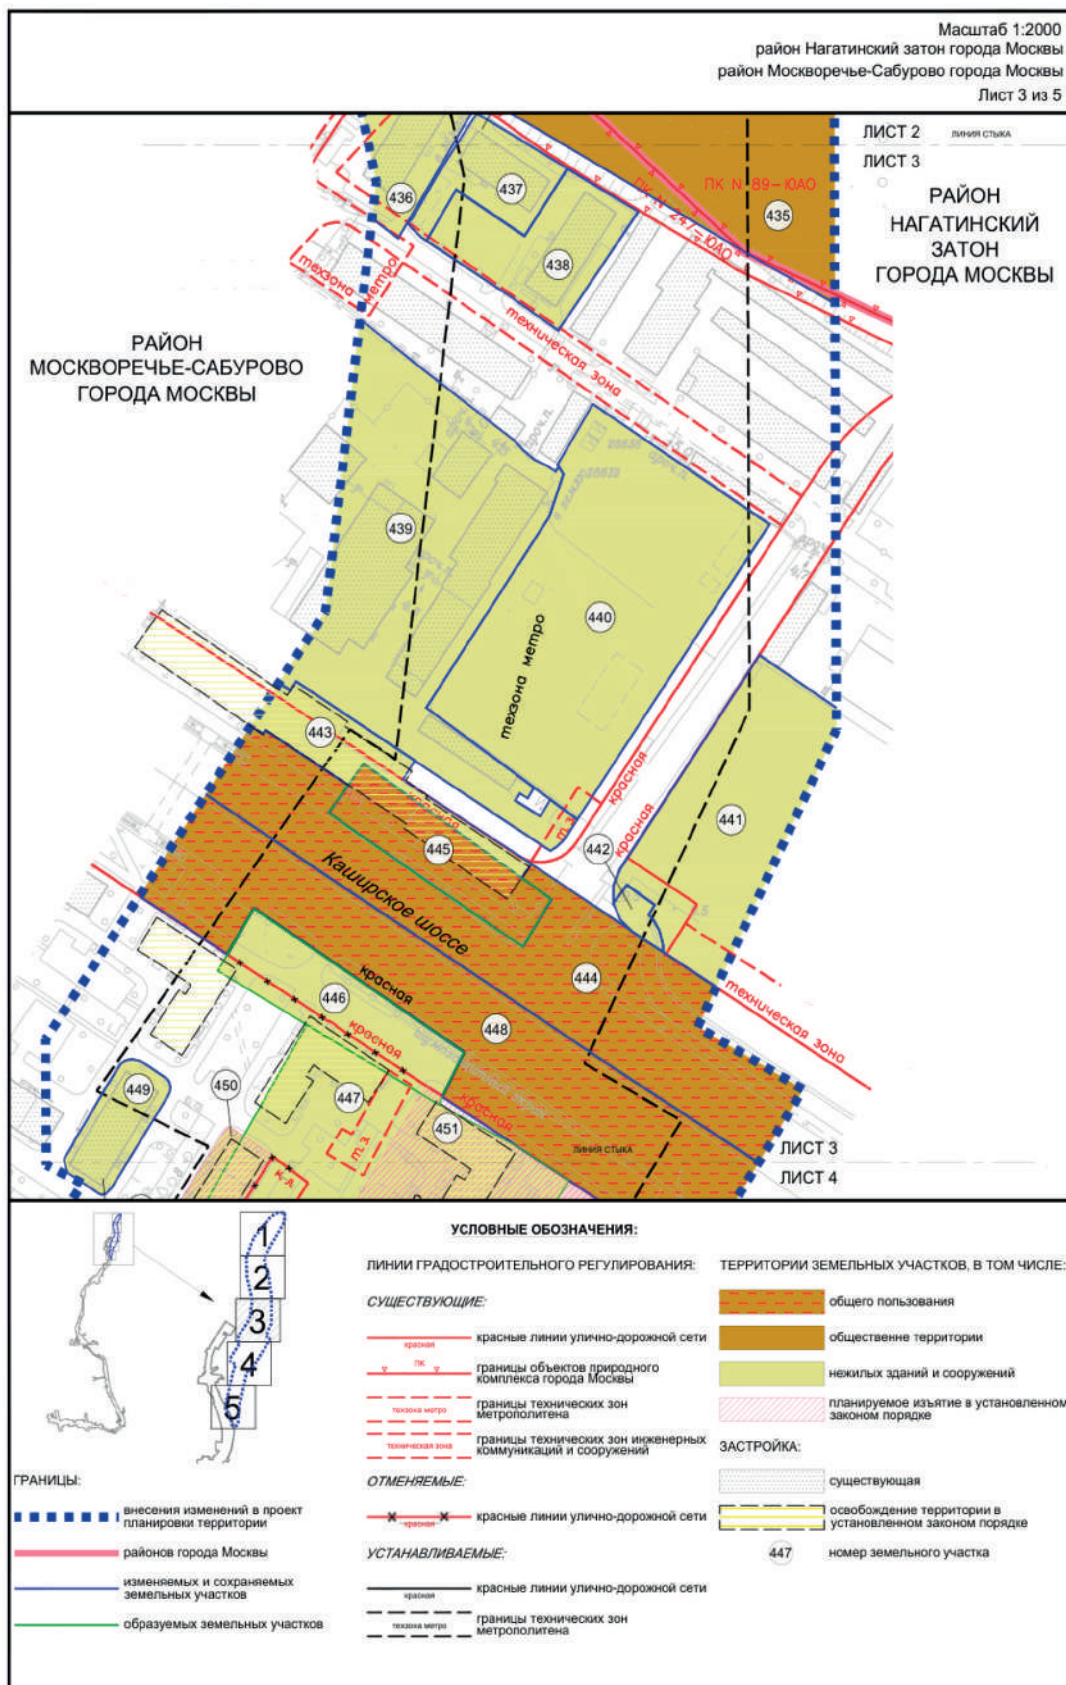 Масштаб 1:2000
район Нагатинский затон города Москвы
район Москворечье-Сабурово города Москвы
Лист 3 из 5
ЛИСТ 2 ЛИНИЯ СТЫКА
ЛИСТ 3
РАЙОН
НАГАТИНСКИЙ
ЗАТОН
ГОРОДА МОСКВЫ
РАЙОН
МОСКВОРЕЧЬЕ-САБУРОВО
ГОРОДА МОСКВЫ
436
437
438
435
ПК N 89-ЮАО
ПК N 247-ЮАО
техзона метро
техническая зона
439
440
техзона метро
441
442
443
красная
красная
т.з.
445
Каширское шоссе
444
448
446
красная
красная
447
т.з.
красная
449
450
451
к.л
техническая зона
ЛИНИЯ СТЫКА
ЛИСТ 3
ЛИСТ 4
1
2
3
4
5
ГРАНИЦЫ:
внесения изменений в проект
планировки территории
районов города Москвы
изменяемых и сохраняемых
земельных участков
образуемых земельных участков
УСЛОВНЫЕ ОБОЗНАЧЕНИЯ:
ЛИНИИ ГРАДОСТРОИТЕЛЬНОГО РЕГУЛИРОВАНИЯ:
СУЩЕСТВУЮЩИЕ:
красная
красные линии улично-дорожной сети
ПК
границы объектов природного
комплекса города Москвы
техзона метро
границы технических зон
метрополитена
техническая зона
границы технических зон инженерных
коммуникаций и сооружений
ОТМЕНЯЕМЫЕ:
красная
красные линии улично-дорожной сети
УСТАНАВЛИВАЕМЫЕ:
красная
красные линии улично-дорожной сети
техзона метро
границы технических зон
метрополитена
ТЕРРИТОРИИ ЗЕМЕЛЬНЫХ УЧАСТКОВ, В ТОМ ЧИСЛЕ:
общего пользования
общественне территории
нежилых зданий и сооружений
планируемое изъятие в установленном
законом порядке
ЗАСТРОЙКА:
существующая
освобождение территории в
установленном законом порядке
447
номер земельного участка